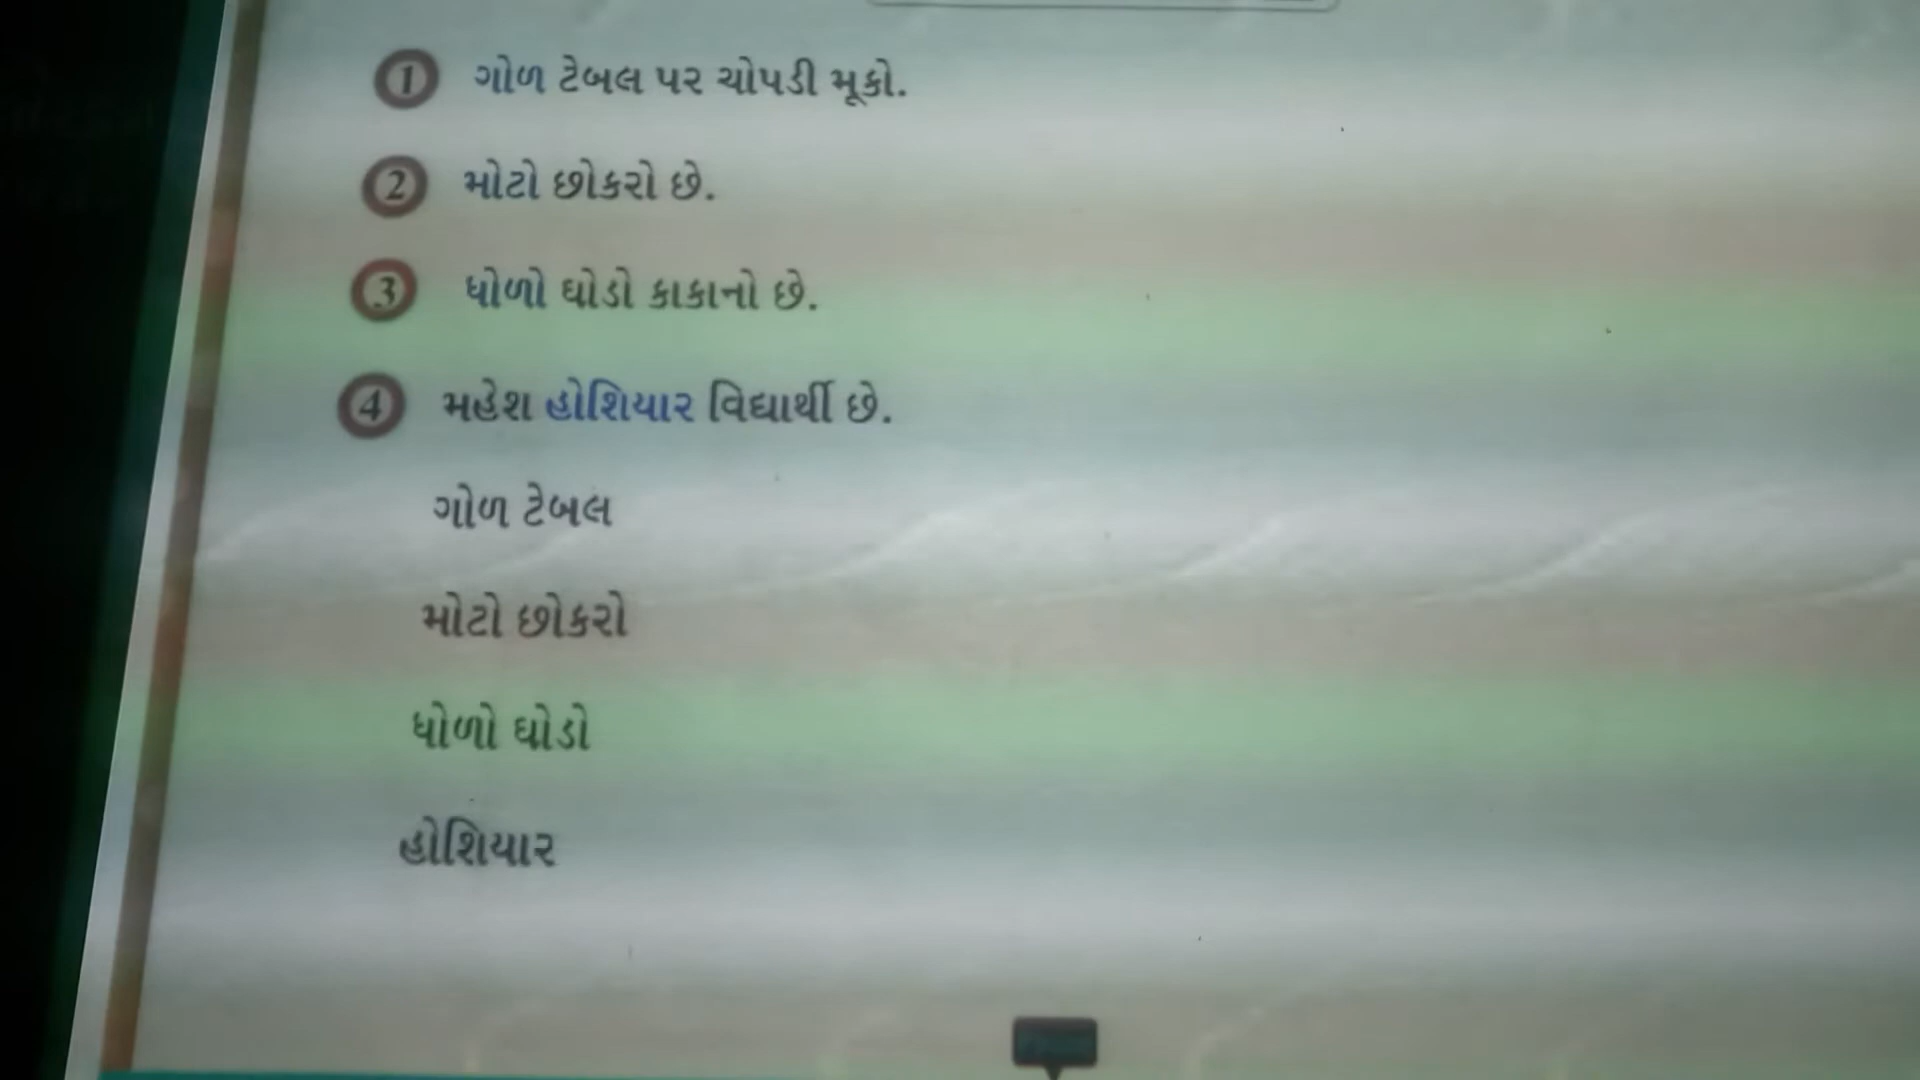 1 ગોળ ટેબલ પર ચોપડી મૂકો.
2 મોટો છોકરો છે.
3 ધોળો ઘોડો કાકાનો છે.
4 મહેશ હોશિયાર વિદ્યાર્થી છે.
ગોળ ટેબલ
મોટો છોકરો
ધોળો ઘોડો
હોશિયાર